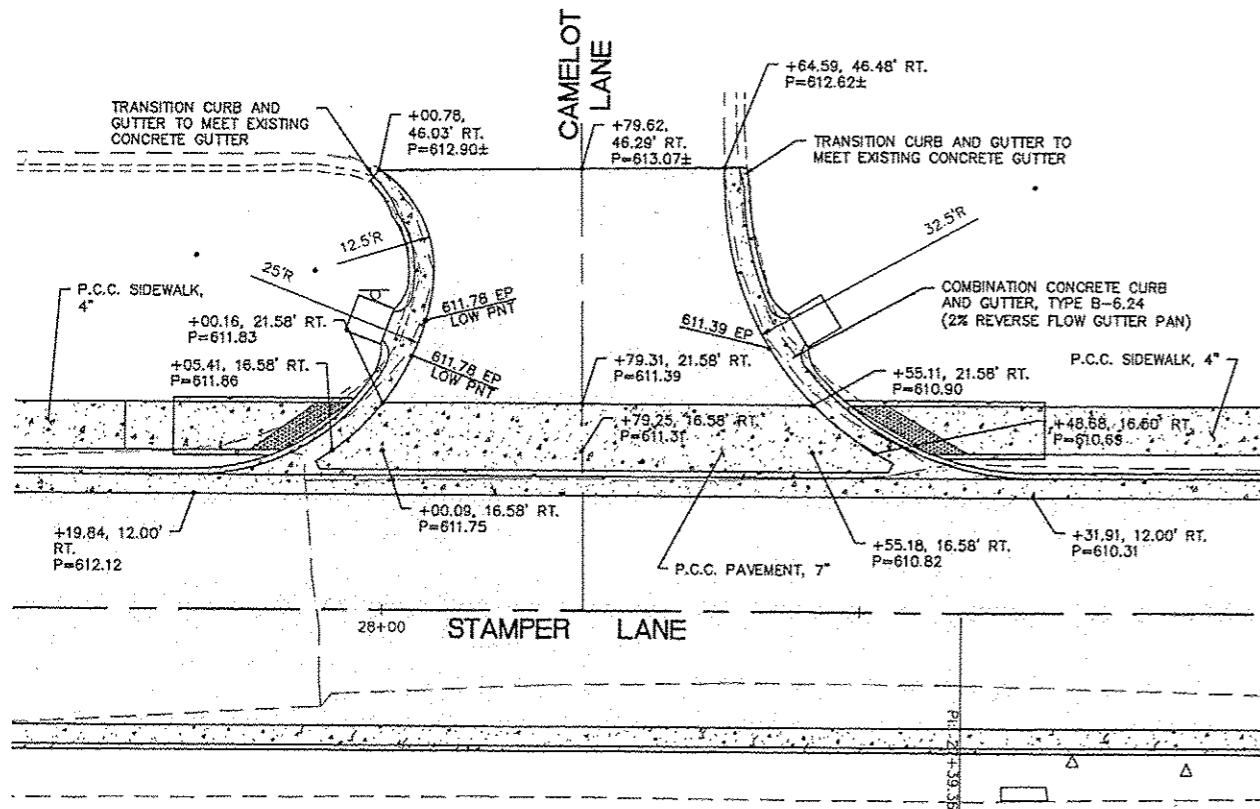 CAMELOT
LANE
+64.59, 46.48' RT.
P=612.62±
TRANSITION CURB AND
GUTTER TO MEET EXISTING
CONCRETE GUTTER
+00.78,
46.03' RT.
P=612.90±
+79.62,
46.29' RT.
P=613.07±
TRANSITION CURB AND GUTTER TO
MEET EXISTING CONCRETE GUTTER
12.5'R
32.5'R
25'R
P.C.C. SIDEWALK,
4"
611.78 EP
LOW PNT
COMBINATION CONCRETE CURB
AND GUTTER, TYPE B-6.24
(2% REVERSE FLOW GUTTER PAN)
+00.16, 21.58' RT.
P=611.83
611.39 EP
611.78 EP
LOW PNT
+79.31, 21.58' RT.
P=611.39
P.C.C. SIDEWALK, 4"
+05.41, 16.58' RT.
P=611.86
+55.11, 21.58' RT.
P=610.90
+79.25, 16.58' RT.
P=611.31
+48.68, 16.60' RT.
P=610.68
+00.09, 16.58' RT.
P=611.75
+19.84, 12.00'
RT.
P=612.12
+55.18, 16.58' RT.
P=610.82
+31.91, 12.00' RT.
P=610.31
P.C.C. PAVEMENT, 7"
28+00
STAMPER LANE